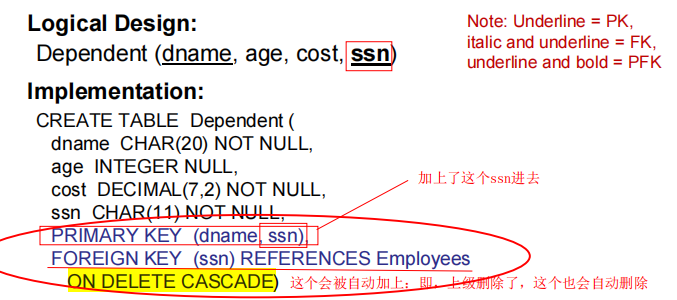 Logical Design:
Dependent (dname, age, cost, ssn)
Note: Underline = PK,
italic and underline = FK,
underline and bold = PFK
Implementation:
CREATE TABLE Dependent (
dname CHAR(20) NOT NULL,
age INTEGER NULL,
cost DECIMAL(7,2) NOT NULL,
ssn CHAR(11) NOT NULL,
加上了这个ssn进去
PRIMARY KEY (dname, ssn),
FOREIGN KEY (ssn) REFERENCES Employees
ON DELETE CASCADE) 这个会被自动加上：即，上级删除了，这个也会自动删除